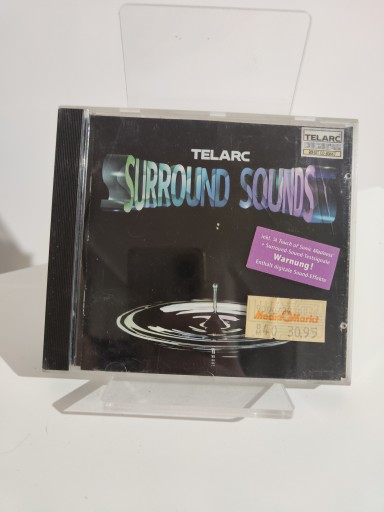 TELARC
TELARC
SURROUND SOUNDS
inkl. 'A Touch of Sonic Madness'
+ Surround-Sound-Testsignale
Warnung!
Enthält digitale Sound-Effekte
Media Markt
30.95